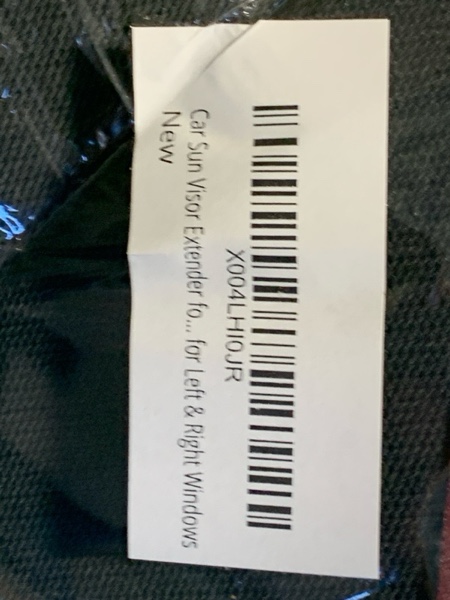 X004LHI0JR
Car Sun Visor Extender fo... for Left & Right Windows
New